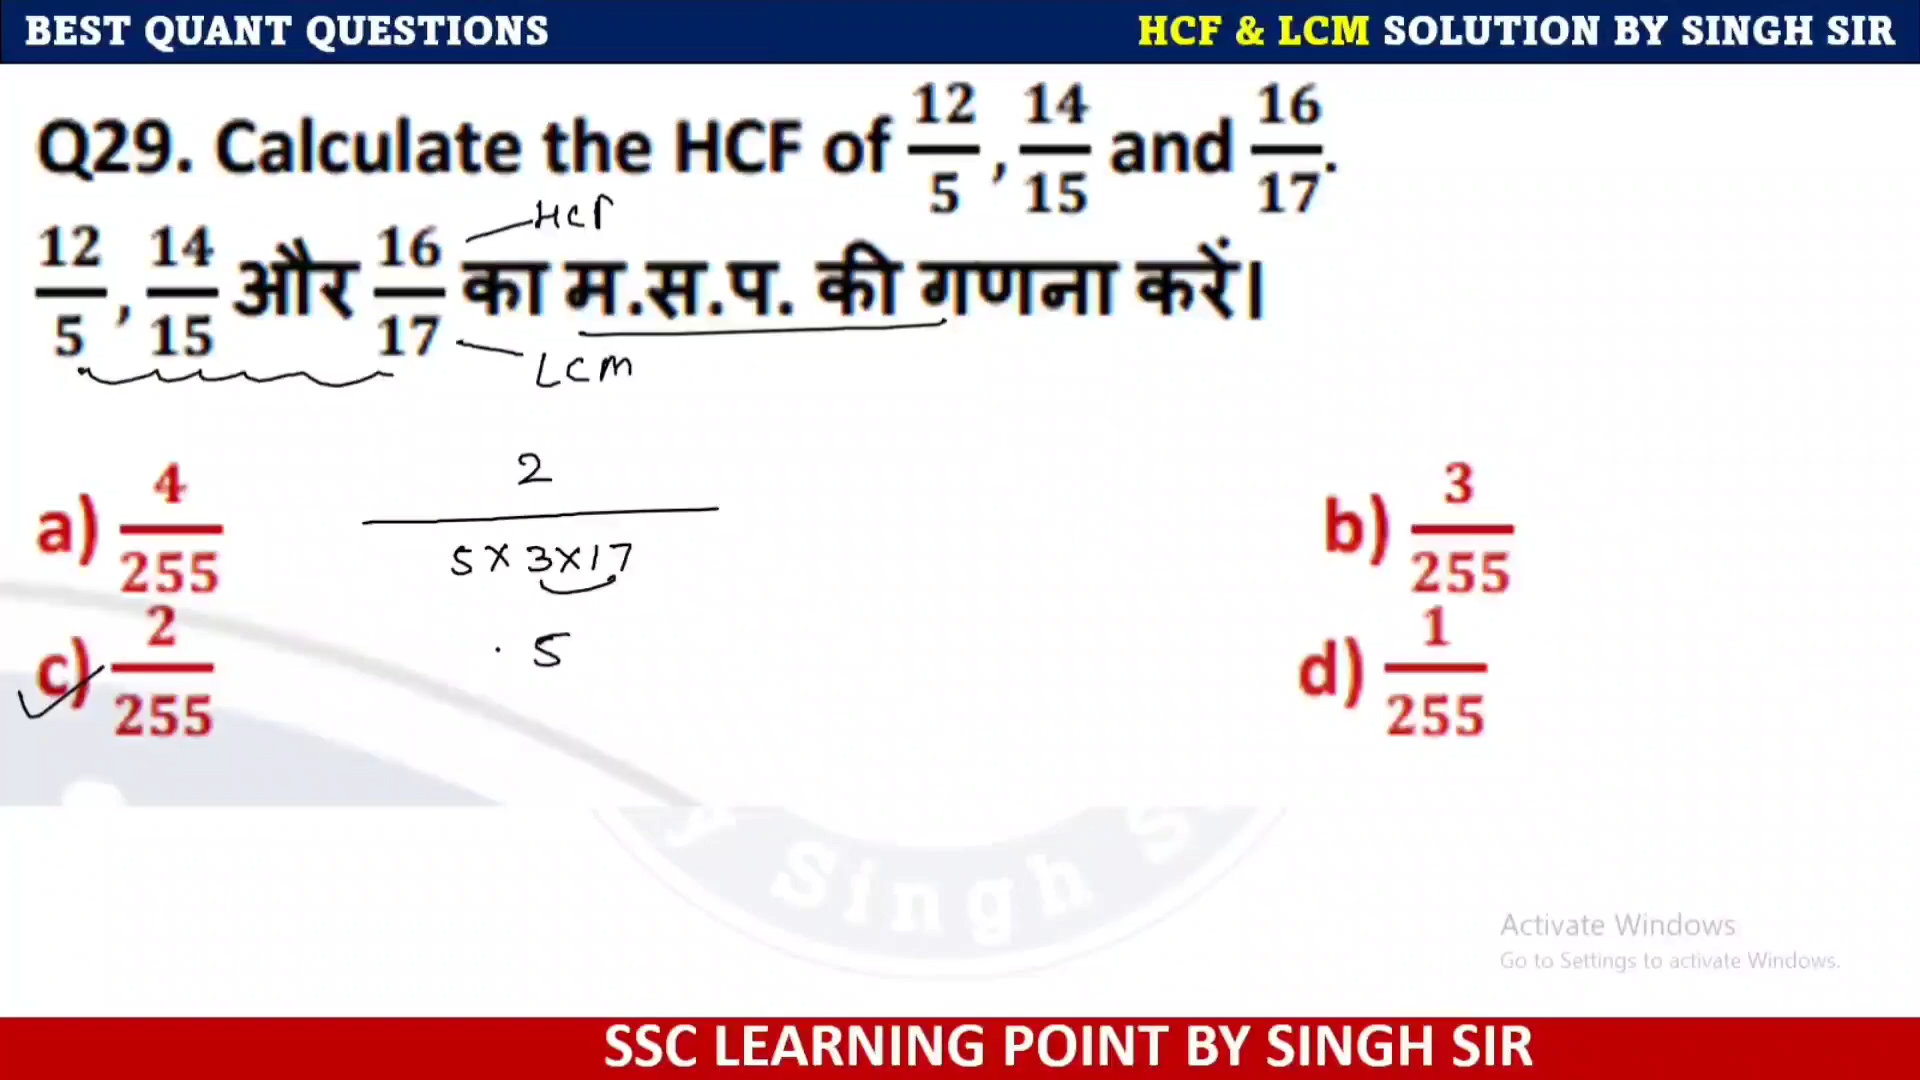 BEST QUANT QUESTIONS HCF & LCM SOLUTION BY SINGH SIR
Q29. Calculate the HCF of 12/5, 14/15 and 16/17.
HCF
12/5, 14/15 और 16/17 का म.स.प. की गणना करें।
LCM
a) 4/255
b) 3/255
2
5 × 3 × 17
. 5
c) 2/255
d) 1/255
y Singh S
Activate Windows
Go to Settings to activate Windows.
SSC LEARNING POINT BY SINGH SIR